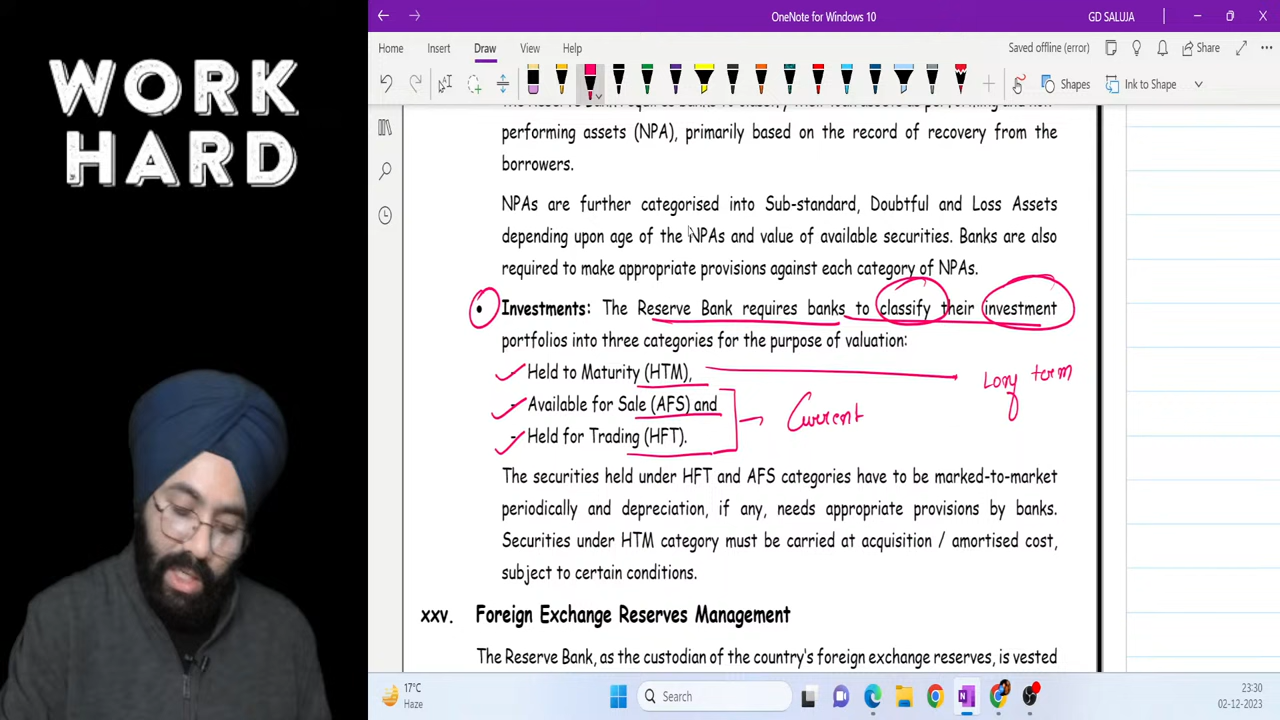 WORK
HARD
OneNote for Windows 10
GD SALUJA
Home Insert Draw View Help
Saved offline (error)
Share
Shapes
Ink to Shape
performing assets (NPA), primarily based on the record of recovery from the
borrowers.
NPAs are further categorised into Sub-standard, Doubtful and Loss Assets
depending upon age of the NPAs and value of available securities. Banks are also
required to make appropriate provisions against each category of NPAs.
• Investments: The Reserve Bank requires banks to classify their investment
portfolios into three categories for the purpose of valuation:
- Held to Maturity (HTM),
Long term
- Available for Sale (AFS) and
Current
- Held for Trading (HFT).
The securities held under HFT and AFS categories have to be marked-to-market
periodically and depreciation, if any, needs appropriate provisions by banks.
Securities under HTM category must be carried at acquisition / amortised cost,
subject to certain conditions.
xxv. Foreign Exchange Reserves Management
The Reserve Bank, as the custodian of the country's foreign exchange reserves, is vested
17°C
Haze
Search
23:30
02-12-2023